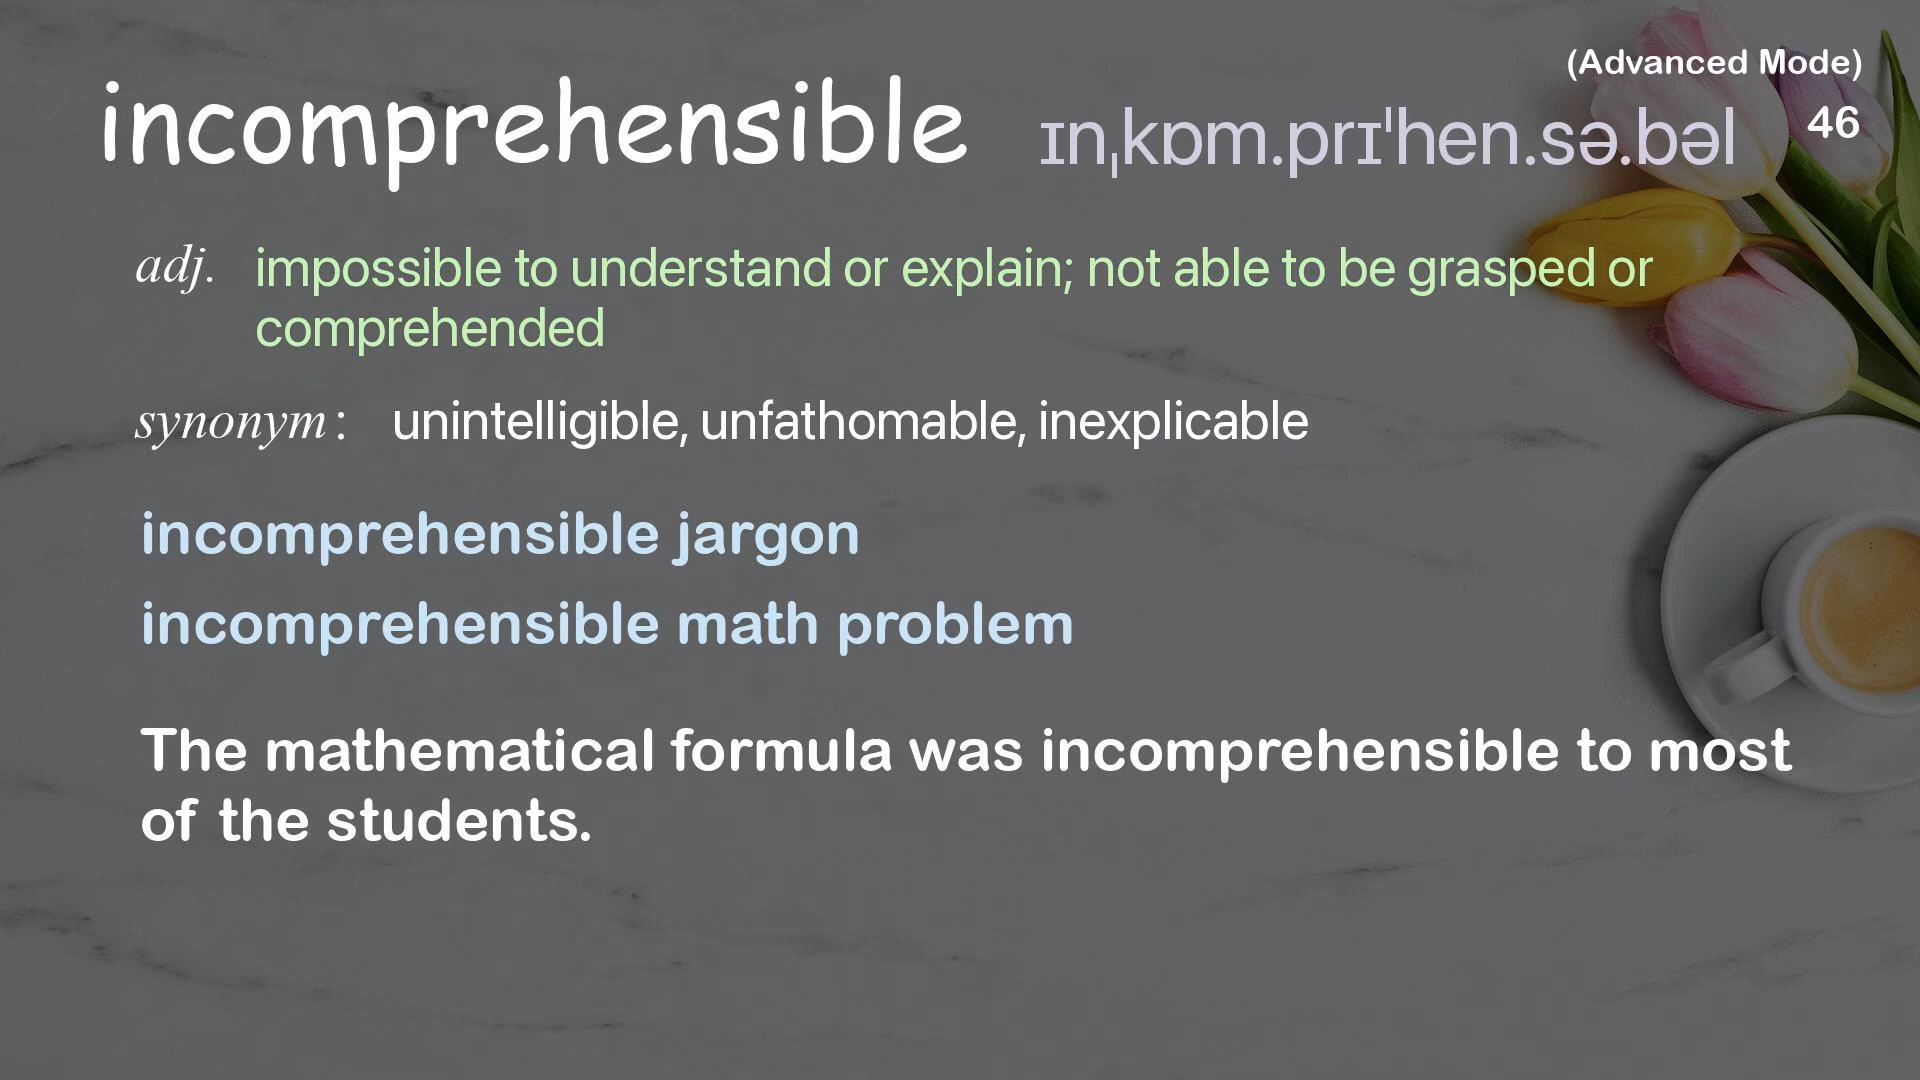 (Advanced Mode)
incomprehensible ɪnˌkɒm.prɪˈhen.sə.bəl 46
adj. impossible to understand or explain; not able to be grasped or
comprehended
synonym: unintelligible, unfathomable, inexplicable
incomprehensible jargon
incomprehensible math problem
The mathematical formula was incomprehensible to most
of the students.